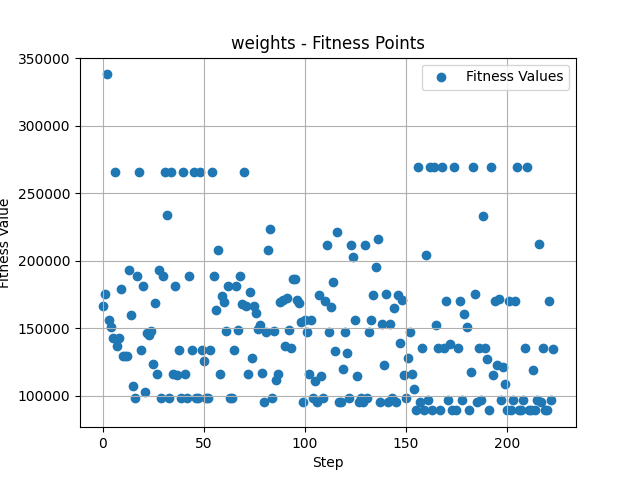 weights - Fitness Points
Fitness Values
350000
300000
250000
200000
150000
100000
Fitness Value
0
50
100
150
200
Step